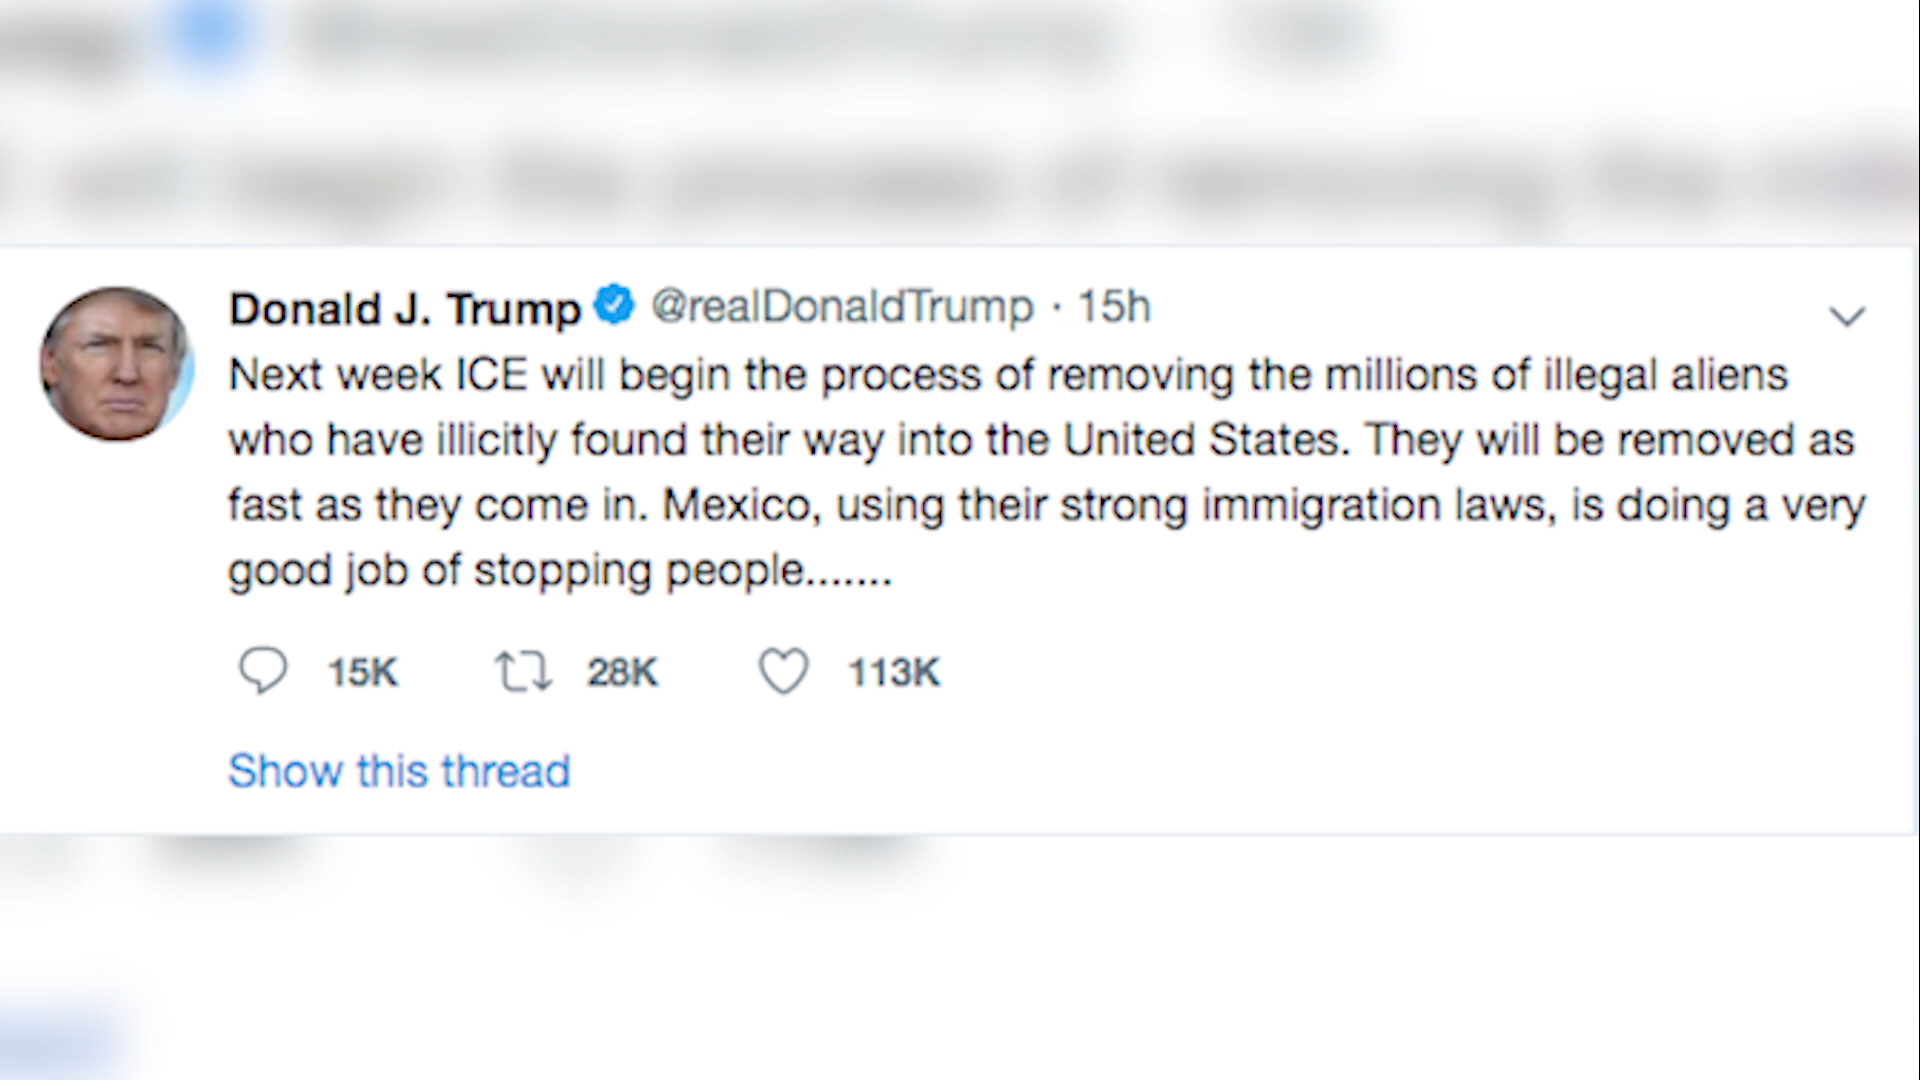 Donald J. Trump @realDonaldTrump · 15h
Next week ICE will begin the process of removing the millions of illegal aliens
who have illicitly found their way into the United States. They will be removed as
fast as they come in. Mexico, using their strong immigration laws, is doing a very
good job of stopping people.......
15K 28K 113K
Show this thread